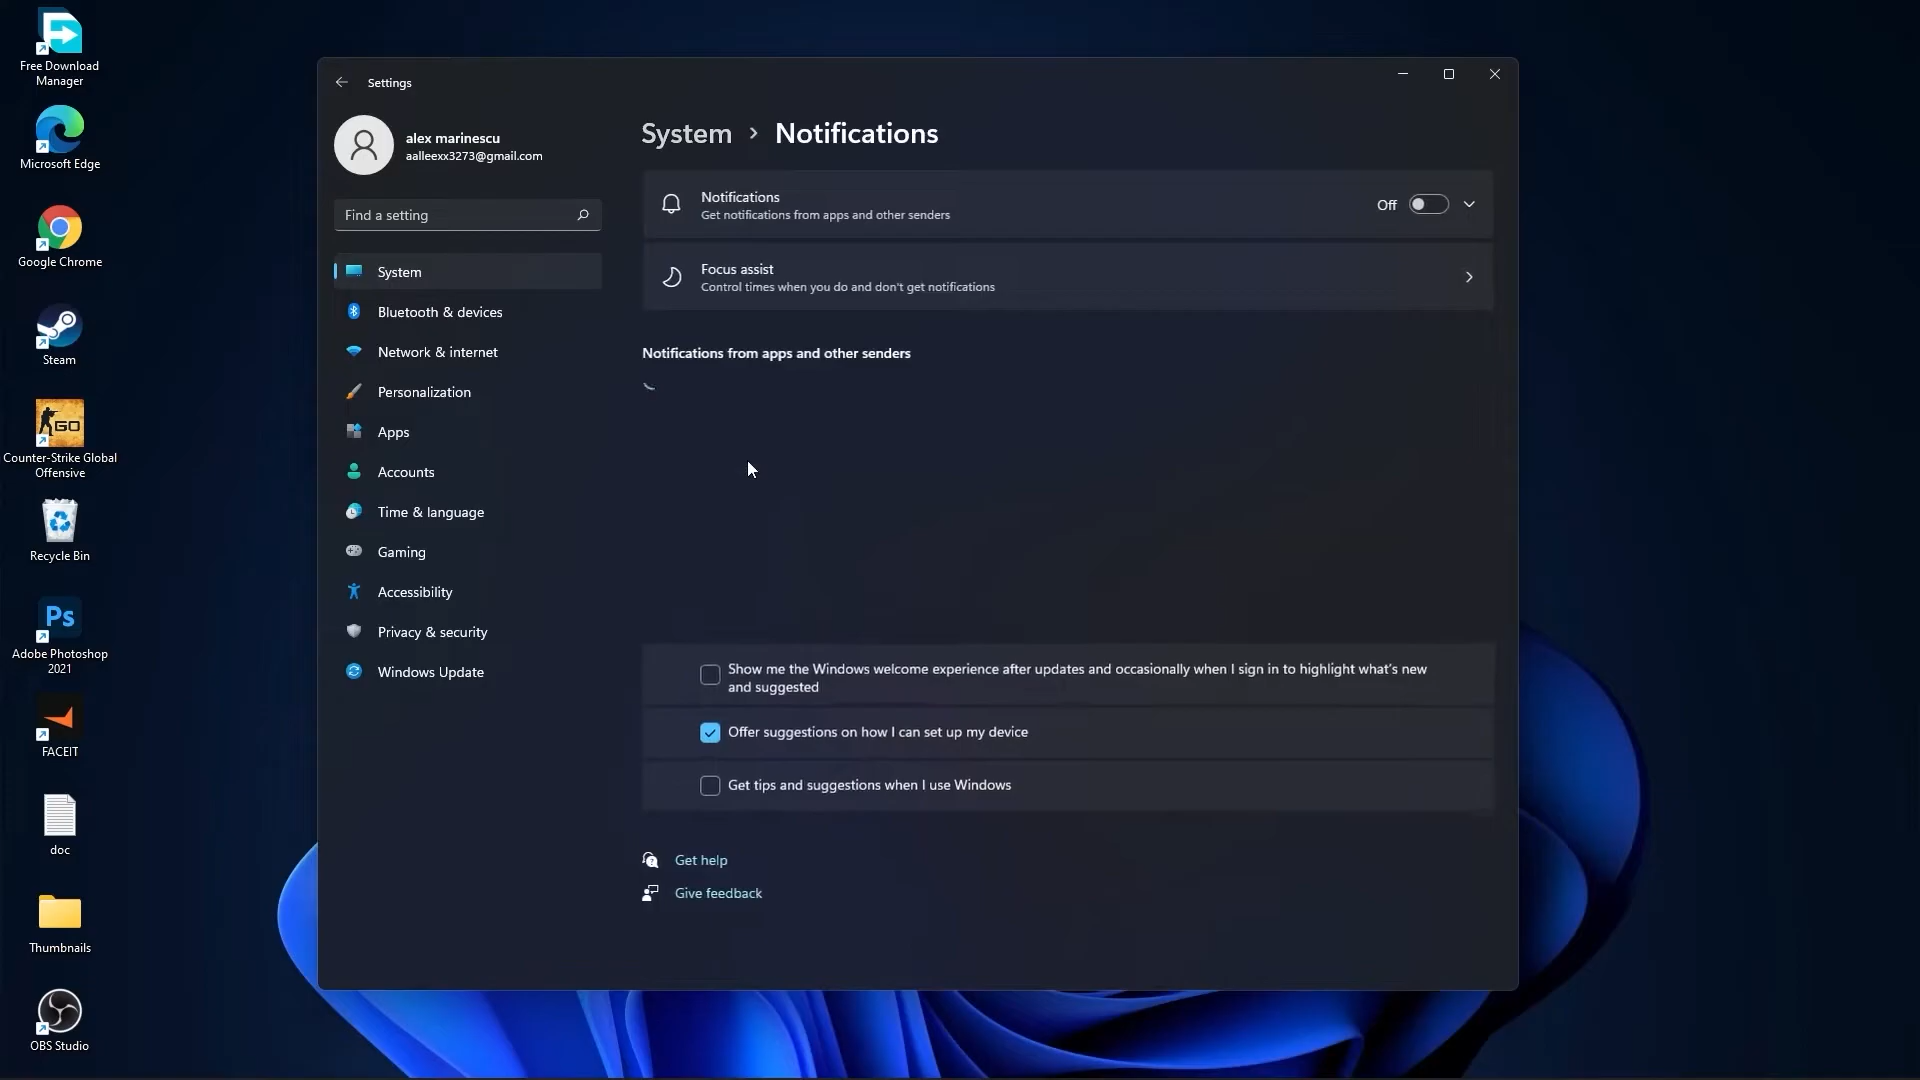 Free Download
Manager
Microsoft Edge
Google Chrome
Steam
GO
Counter-Strike Global
Offensive
Recycle Bin
Ps
Adobe Photoshop
2021
FACEIT
doc
Thumbnails
OBS Studio
Settings
alex marinescu
aalleexx3273@gmail.com
Find a setting
System
Bluetooth & devices
Network & internet
Personalization
Apps
Accounts
Time & language
Gaming
Accessibility
Privacy & security
Windows Update
System > Notifications
Notifications
Get notifications from apps and other senders
Off
Focus assist
Control times when you do and don't get notifications
Notifications from apps and other senders
Show me the Windows welcome experience after updates and occasionally when I sign in to highlight what's new
and suggested
Offer suggestions on how I can set up my device
Get tips and suggestions when I use Windows
Get help
Give feedback